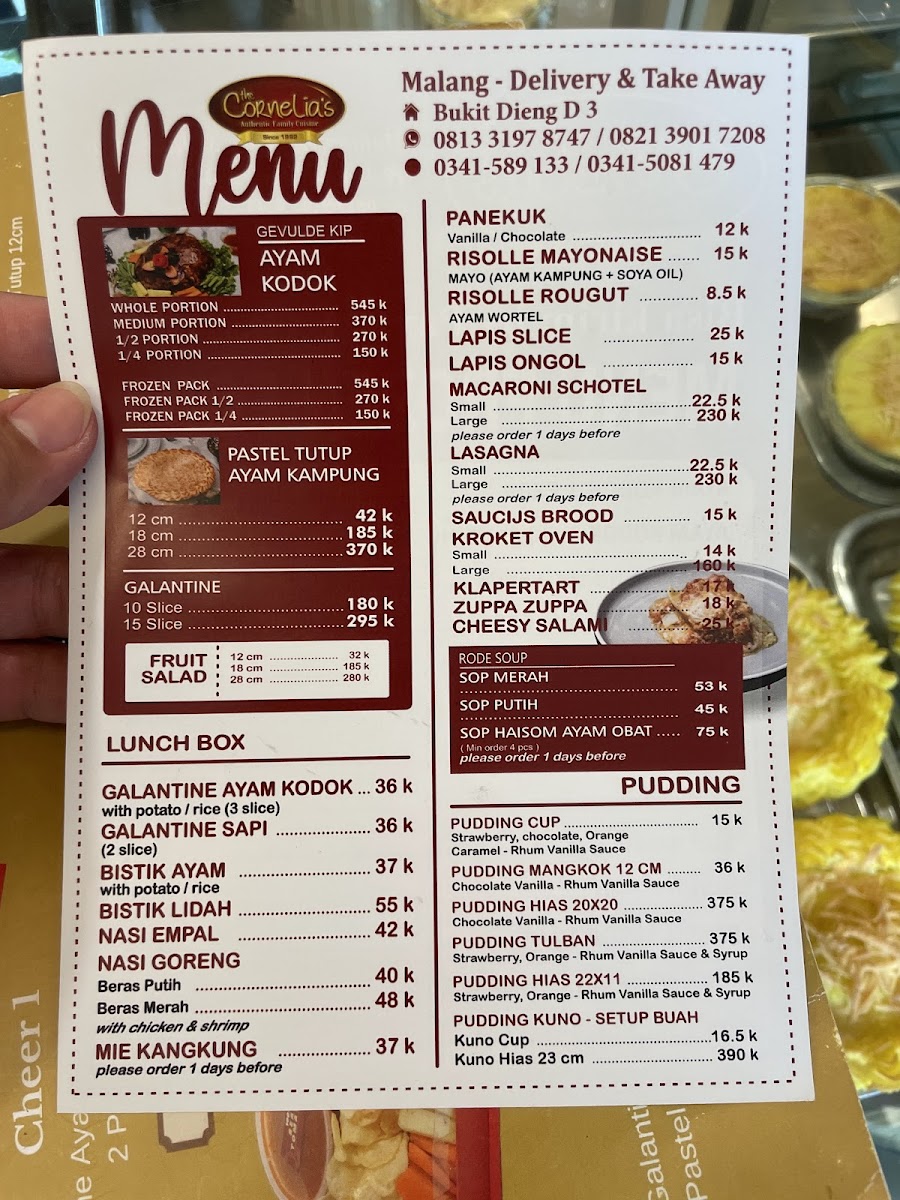 the
CORNELIA'S
Authentic Family Cuisine
Since 1980
Menu
Malang - Delivery & Take Away
Bukit Dieng D 3
0813 3197 8747 / 0821 3901 7208
0341-589 133 / 0341-5081 479
GEVULDE KIP
AYAM
KODOK
WHOLE PORTION ........ 545 k
MEDIUM PORTION ........ 370 k
1/2 PORTION ........ 270 k
1/4 PORTION ........ 150 k
FROZEN PACK ........ 545 k
FROZEN PACK 1/2 ........ 270 k
FROZEN PACK 1/4 ........ 150 k
PASTEL TUTUP
AYAM KAMPUNG
12 cm ........ 42 k
18 cm ........ 185 k
28 cm ........ 370 k
GALANTINE
10 Slice ........ 180 k
15 Slice ........ 295 k
FRUIT
SALAD
12 cm ........ 32 k
18 cm ........ 185 k
28 cm ........ 280 k
LUNCH BOX
GALANTINE AYAM KODOK ... 36 k
with potato / rice (3 slice)
GALANTINE SAPI ........ 36 k
(2 slice)
BISTIK AYAM ........ 37 k
with potato / rice
BISTIK LIDAH ........ 55 k
NASI EMPAL ........ 42 k
NASI GORENG
Beras Putih ........ 40 k
Beras Merah ........ 48 k
with chicken & shrimp
MIE KANGKUNG ........ 37 k
please order 1 days before
PANEKUK
Vanilla / Chocolate ........ 12 k
RISOLLE MAYONAISE ....... 15 k
MAYO (AYAM KAMPUNG + SOYA OIL)
RISOLLE ROUGUT ........ 8.5 k
AYAM WORTEL
LAPIS SLICE ........ 25 k
LAPIS ONGOL ........ 15 k
MACARONI SCHOTEL
Small ........ 22.5 k
Large ........ 230 k
please order 1 days before
LASAGNA
Small ........ 22.5 k
Large ........ 230 k
please order 1 days before
SAUCIJS BROOD ........ 15 k
KROKET OVEN
Small ........ 14 k
Large ........ 160 k
KLAPERTART ........ 17 k
ZUPPA ZUPPA ........ 18 k
CHEESY SALAMI ........ 25 k
RODE SOUP
SOP MERAH
........ 53 k
SOP PUTIH
........ 45 k
SOP HAISOM AYAM OBAT ..... 75 k
( Min order 4 pcs )
please order 1 days before
PUDDING
PUDDING CUP ........ 15 k
Strawberry, chocolate, Orange
Caramel - Rhum Vanilla Sauce
PUDDING MANGKOK 12 CM ........ 36 k
Chocolate Vanilla - Rhum Vanilla Sauce
PUDDING HIAS 20X20 ........ 375 k
Chocolate Vanilla - Rhum Vanilla Sauce
PUDDING TULBAN ........ 375 k
Strawberry, Orange - Rhum Vanilla Sauce & Syrup
PUDDING HIAS 22X11 ........ 185 k
Strawberry, Orange - Rhum Vanilla Sauce & Syrup
PUDDING KUNO - SETUP BUAH
Kuno Cup ........ 16.5 k
Kuno Hias 23 cm ........ 390 k
Tutup 12cm
Cheer 1
Aya
2 P
Galanti
Pastel